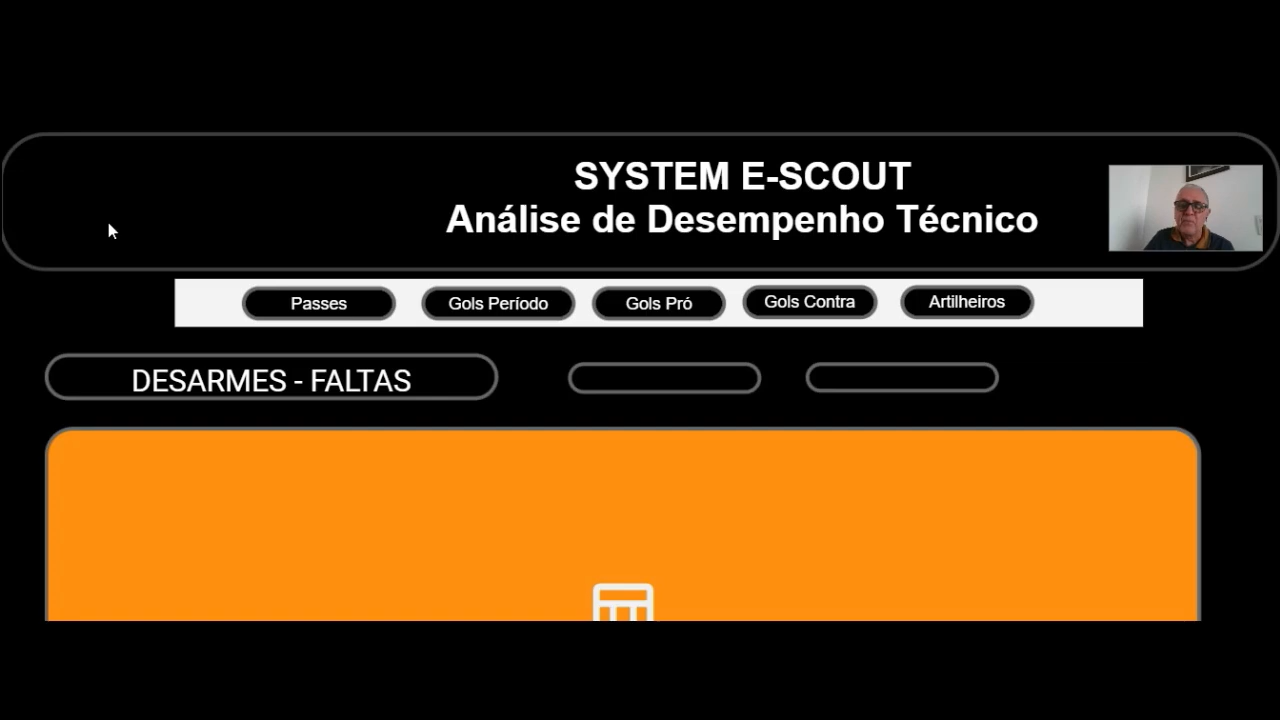 SYSTEM E-SCOUT
Análise de Desempenho Técnico
Passes
Gols Período
Gols Pró
Gols Contra
Artilheiros
DESARMES - FALTAS